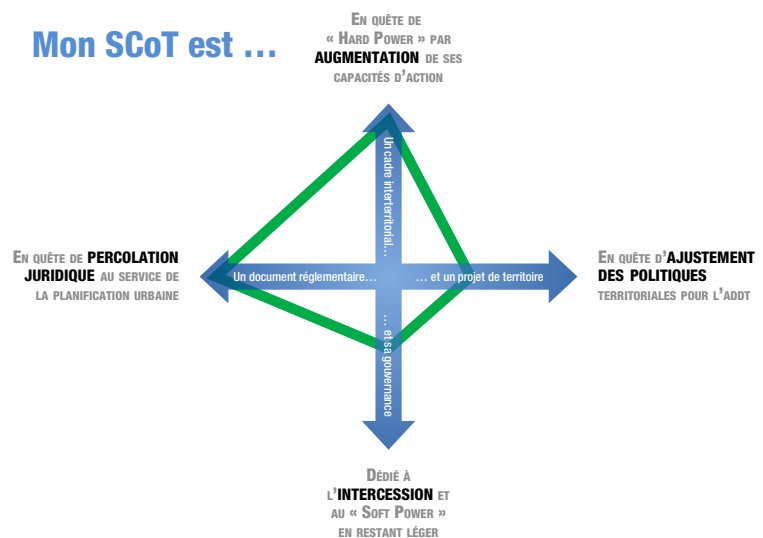 Mon SCoT est …
En quête de
« Hard Power » par
AUGMENTATION de ses
capacités d’action
Un cadre interterritorial…
En quête de PERCOLATION
JURIDIQUE au service de
la planification urbaine
Un document réglementaire…
… et un projet de territoire
En quête d’AJUSTEMENT
DES POLITIQUES
territoriales pour l’ADDT
… et sa gouvernance
Dédié à
l’INTERCESSION et
au « Soft Power »
en restant léger